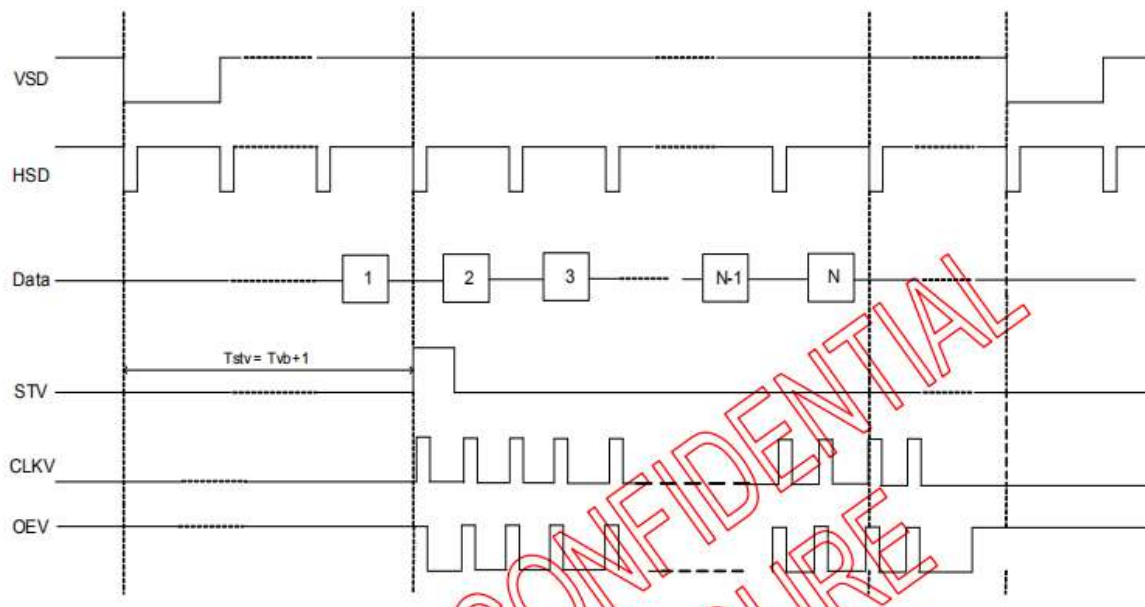 VSD
HSD
Data
1
2
3
N-1
N
Tstv = Tvb+1
STV
CLKV
OEV
CONFIDENTIAL